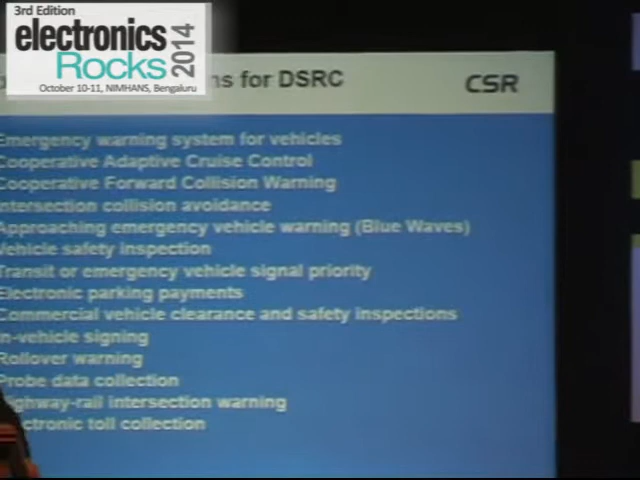 3rd Edition
electronics
Rocks 2014
October 10-11, NIMHANS, Bengaluru
for DSRC
CSR
Emergency warning system for vehicles
Cooperative Adaptive Cruise Control
Cooperative Forward Collision Warning
Intersection collision avoidance
Approaching emergency vehicle warning (Blue Waves)
Vehicle safety inspection
Transit or emergency vehicle signal priority
Electronic parking payments
Commercial vehicle clearance and safety inspections
In-vehicle signing
Rollover warning
Probe data collection
ighway-rail intersection warning
ctronic toll collection